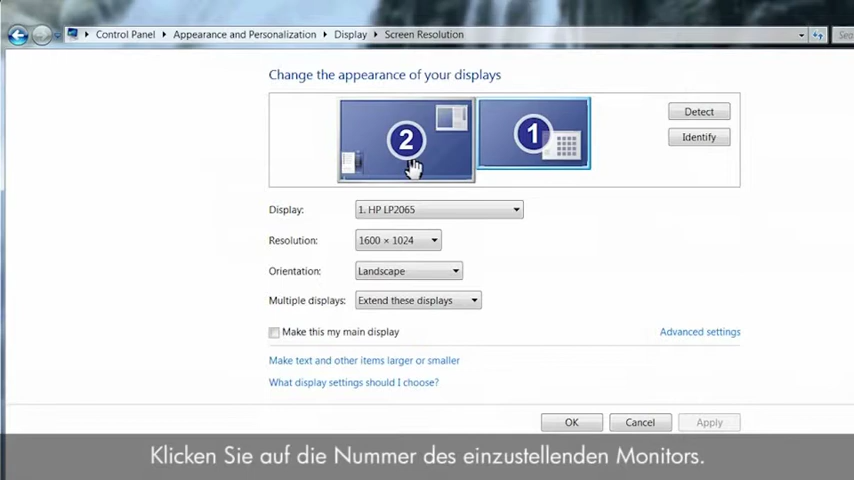 Control Panel Appearance and Personalization Display Screen Resolution Sea
Change the appearance of your displays
2 1
Detect
Identify
Display: 1. HP LP2065
Resolution: 1600 × 1024
Orientation: Landscape
Multiple displays: Extend these displays
Make this my main display Advanced settings
Make text and other items larger or smaller
What display settings should I choose?
OK Cancel Apply
Klicken Sie auf die Nummer des einzustellenden Monitors.